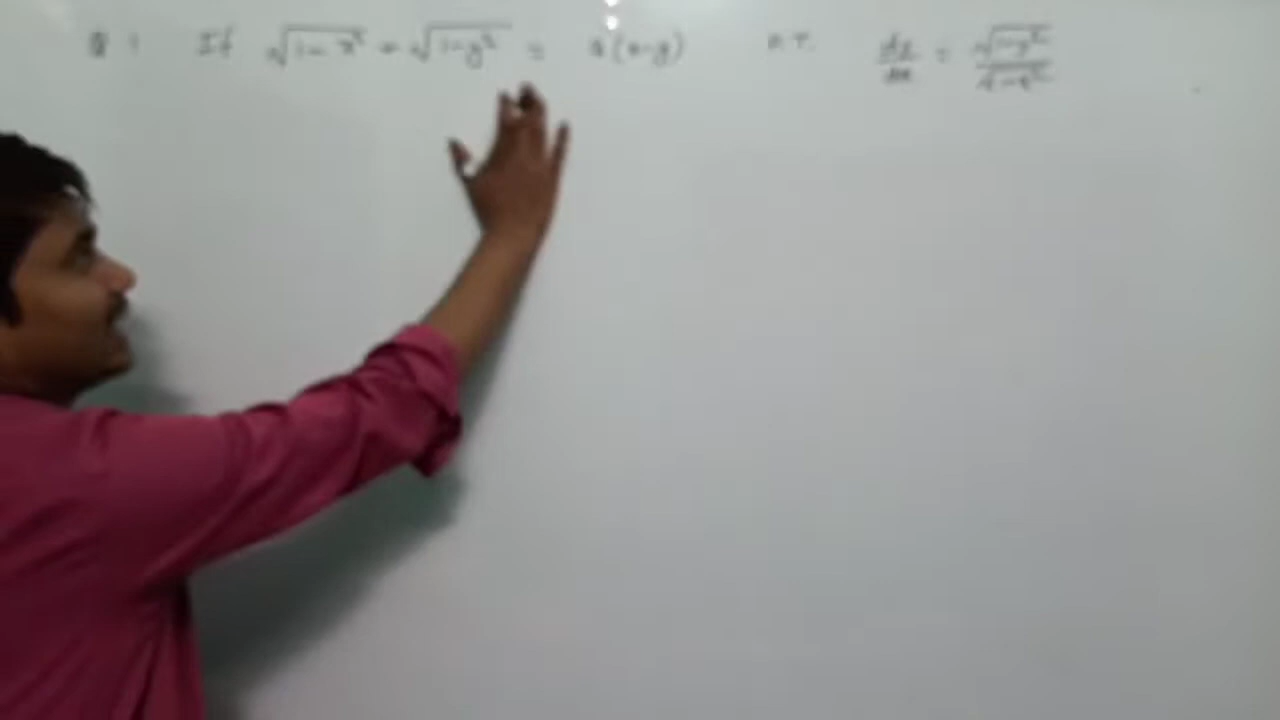 Q : If √(1-x²) + √(1-y²) = a(x-y) P.T. dy/dx = √(1-y²)/√(1-x²)